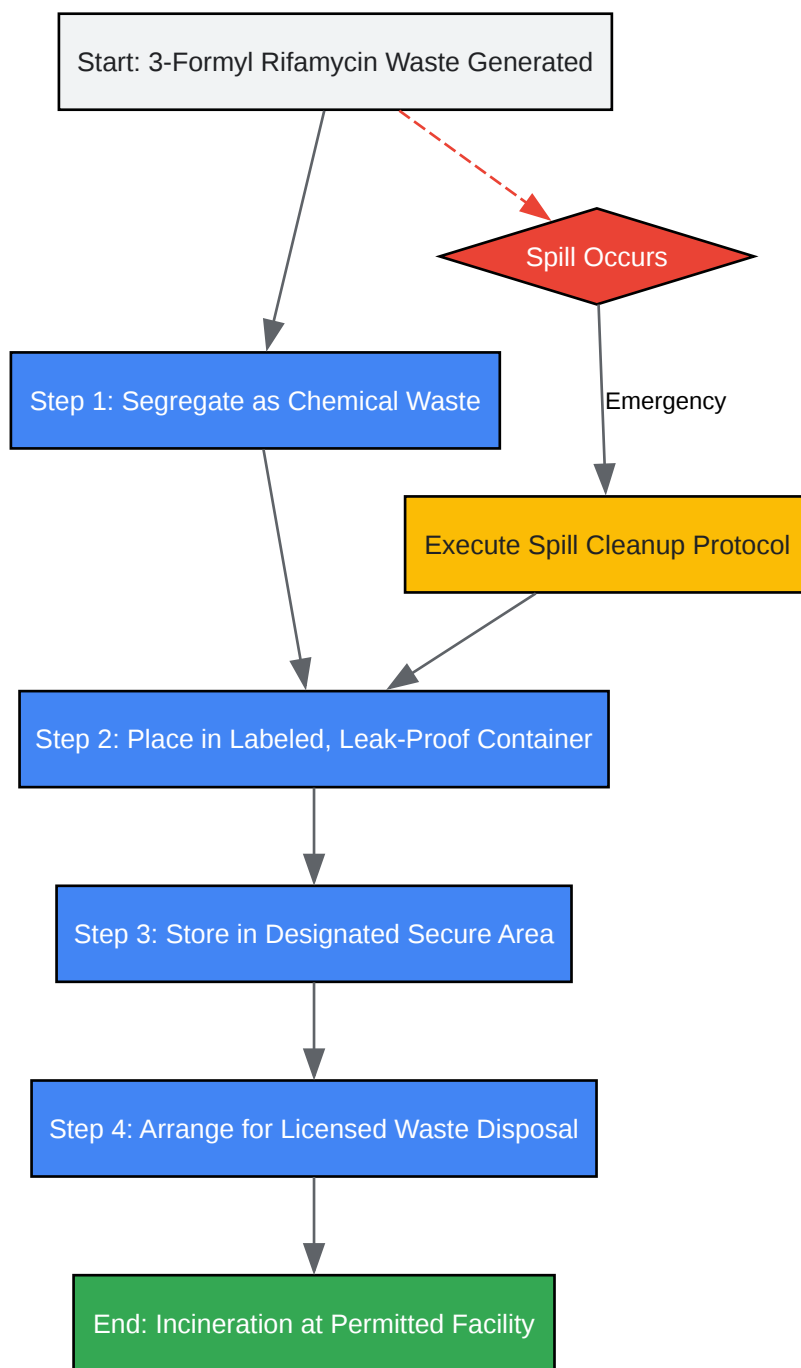 Start: 3-Formyl Rifamycin Waste Generated
Spill Occurs
Step 1: Segregate as Chemical Waste
Emergency
Execute Spill Cleanup Protocol
Step 2: Place in Labeled, Leak-Proof Container
Step 3: Store in Designated Secure Area
Step 4: Arrange for Licensed Waste Disposal
End: Incineration at Permitted Facility